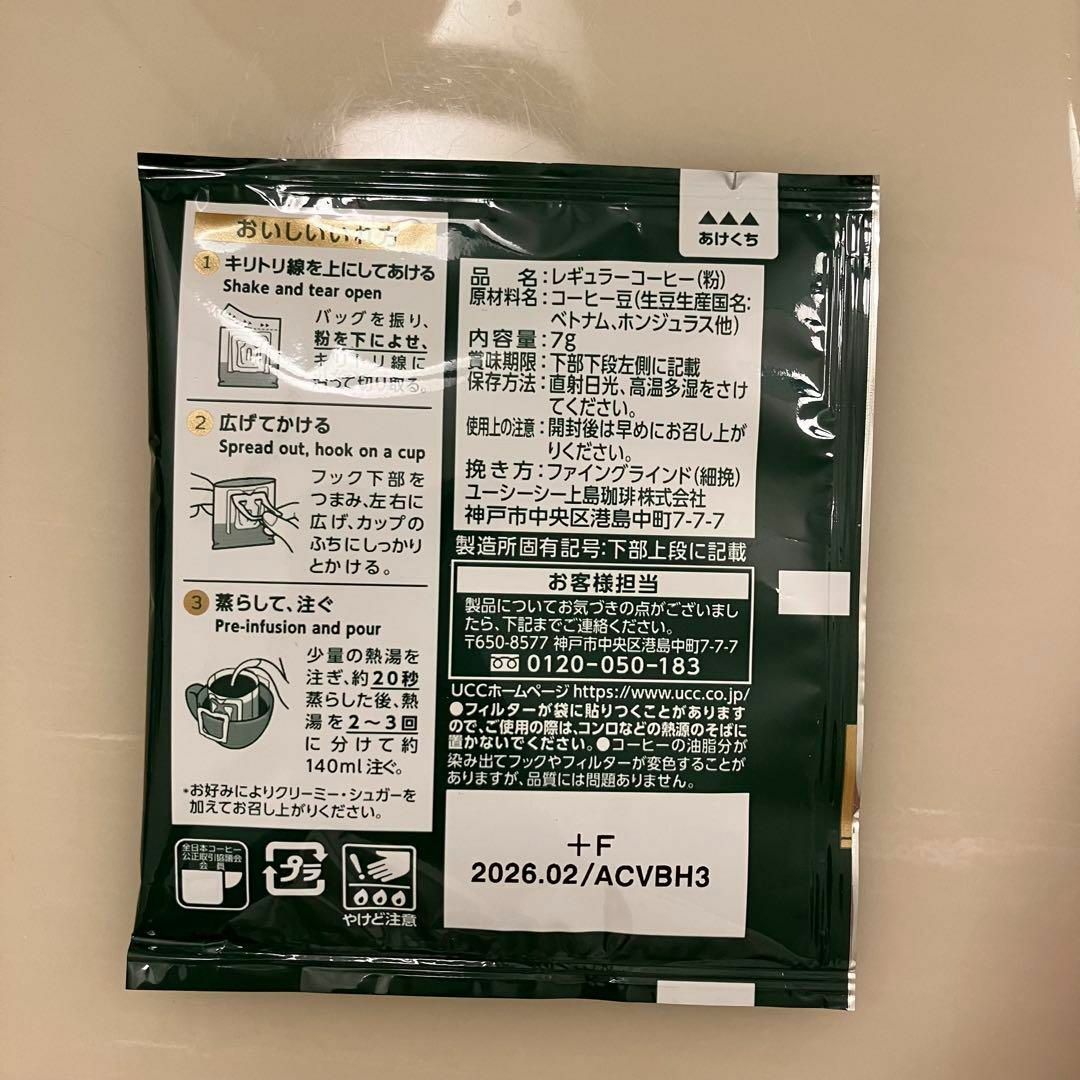 おいしいいれ方
1 キリトリ線を上にしてあける
Shake and tear open
バッグを振り、
粉を下によせ、
キリトリ線に
沿って切り取る。
2 広げてかける
Spread out, hook on a cup
フック下部を
つまみ、左右に
広げ、カップの
ふちにしっかり
とかける。
3 蒸らして、注ぐ
Pre-infusion and pour
少量の熱湯を
注ぎ、約20秒
蒸らした後、熱
湯を2〜3回
に分けて約
140ml注ぐ。
*お好みによりクリーミー・シュガーを
加えてお召し上がりください。
全日本コーヒー
公正取引協議会
会員
プラ
やけど注意
あけくち
品名:レギュラーコーヒー(粉)
原材料名:コーヒー豆(生豆生産国名:
ベトナム、ホンジュラス他)
内容量:7g
賞味期限:下部下段左側に記載
保存方法:直射日光、高温多湿をさけ
てください。
使用上の注意:開封後は早めにお召し上が
りください。
挽き方:ファイングラインド(細挽)
ユーシーシー上島珈琲株式会社
神戸市中央区港島中町7-7-7
製造所固有記号:下部上段に記載
お客様担当
製品についてお気づきの点がございまし
たら、下記までご連絡ください。
〒650-8577 神戸市中央区港島中町7-7-7
0120-050-183
UCCホームページ https://www.ucc.co.jp/
●フィルターが袋に貼りつくことがあります
ので、ご使用の際は、コンロなどの熱源のそばに
置かないでください。●コーヒーの油脂分が
染み出てフックやフィルターが変色することが
ありますが、品質には問題ありません。
+F
2026.02/ACVBH3